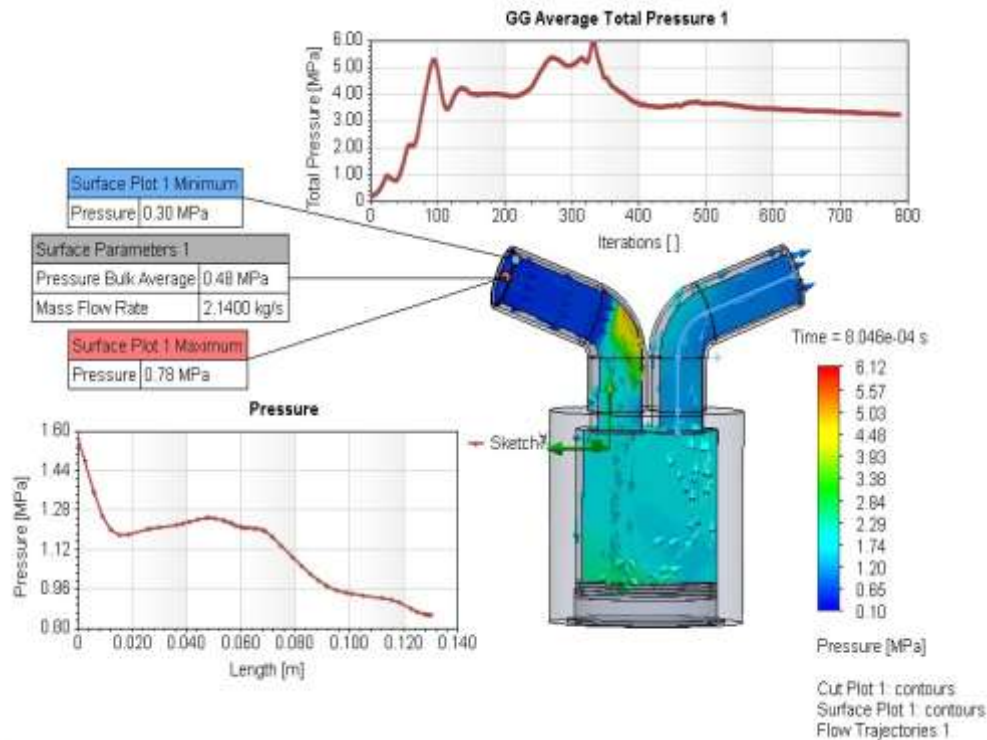 GG Average Total Pressure 1
6.00
5.00
4.00
3.00
2.00
1.00
0
Total Pressure [MPa]
0 100 200 300 400 500 600 700 800
Iterations [ ]
Surface Plot 1 Minimum
Pressure 0.30 MPa
Surface Parameters 1
Pressure Bulk Average 0.48 MPa
Mass Flow Rate 2.1400 kg/s
Surface Plot 1 Maximum
Pressure 0.78 MPa
Time = 8.046e-04 s
6.12
5.57
5.03
4.48
3.93
3.38
2.84
2.29
1.74
1.20
0.65
0.10
Pressure [MPa]
Cut Plot 1: contours
Surface Plot 1: contours
Flow Trajectories 1
Pressure
1.60
1.44
1.28
1.12
0.96
0.80
Pressure [MPa]
0 0.020 0.040 0.060 0.080 0.100 0.120 0.140
Length [m]